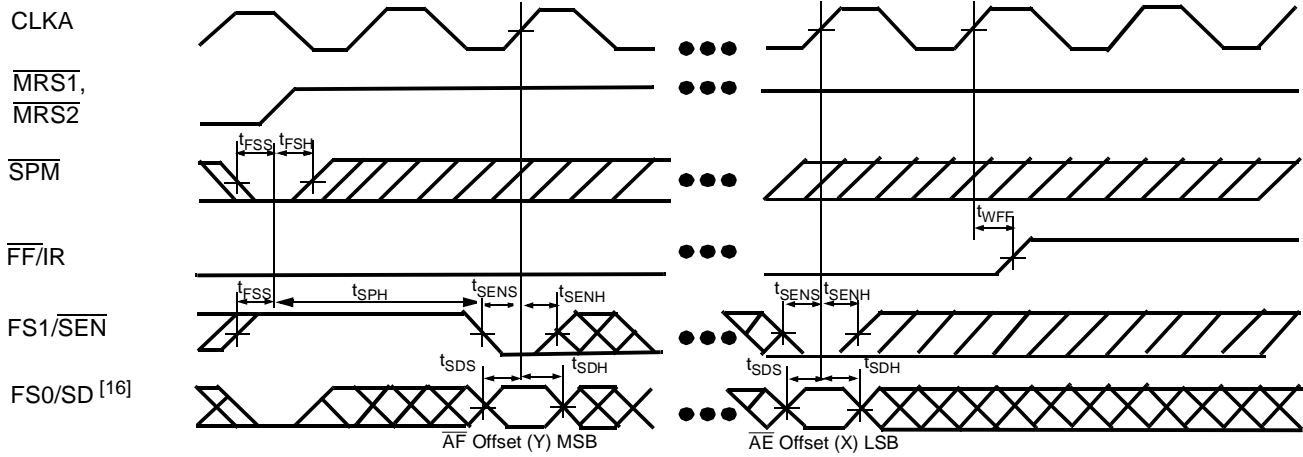 CLKA
MRS1,
MRS2
tFSS tFSH
SPM
tWFF
FF/IR
tFSS tSPH tSENS tSENH tSENS tSENH
FS1/SEN
tSDS tSDH tSDS tSDH
FS0/SD [16]
AF Offset (Y) MSB AE Offset (X) LSB